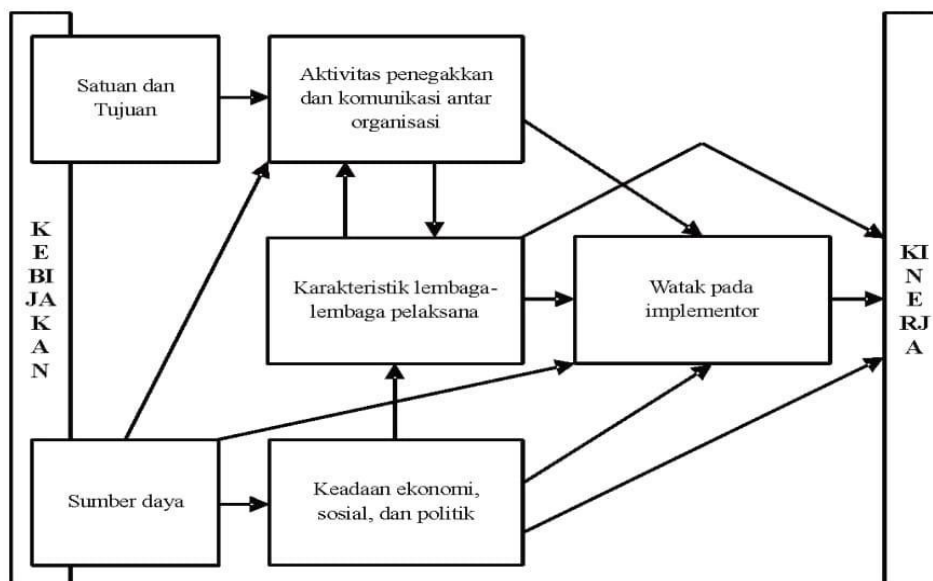 Satuan dan
Tujuan
Aktivitas penegakkan
dan komunikasi antar
organisasi
K
E
BI
JA
K
A
N
Karakteristik lembaga-
lembaga pelaksana
Watak pada
implementor
KI
N
E
RJ
A
Sumber daya
Keadaan ekonomi,
sosial, dan politik